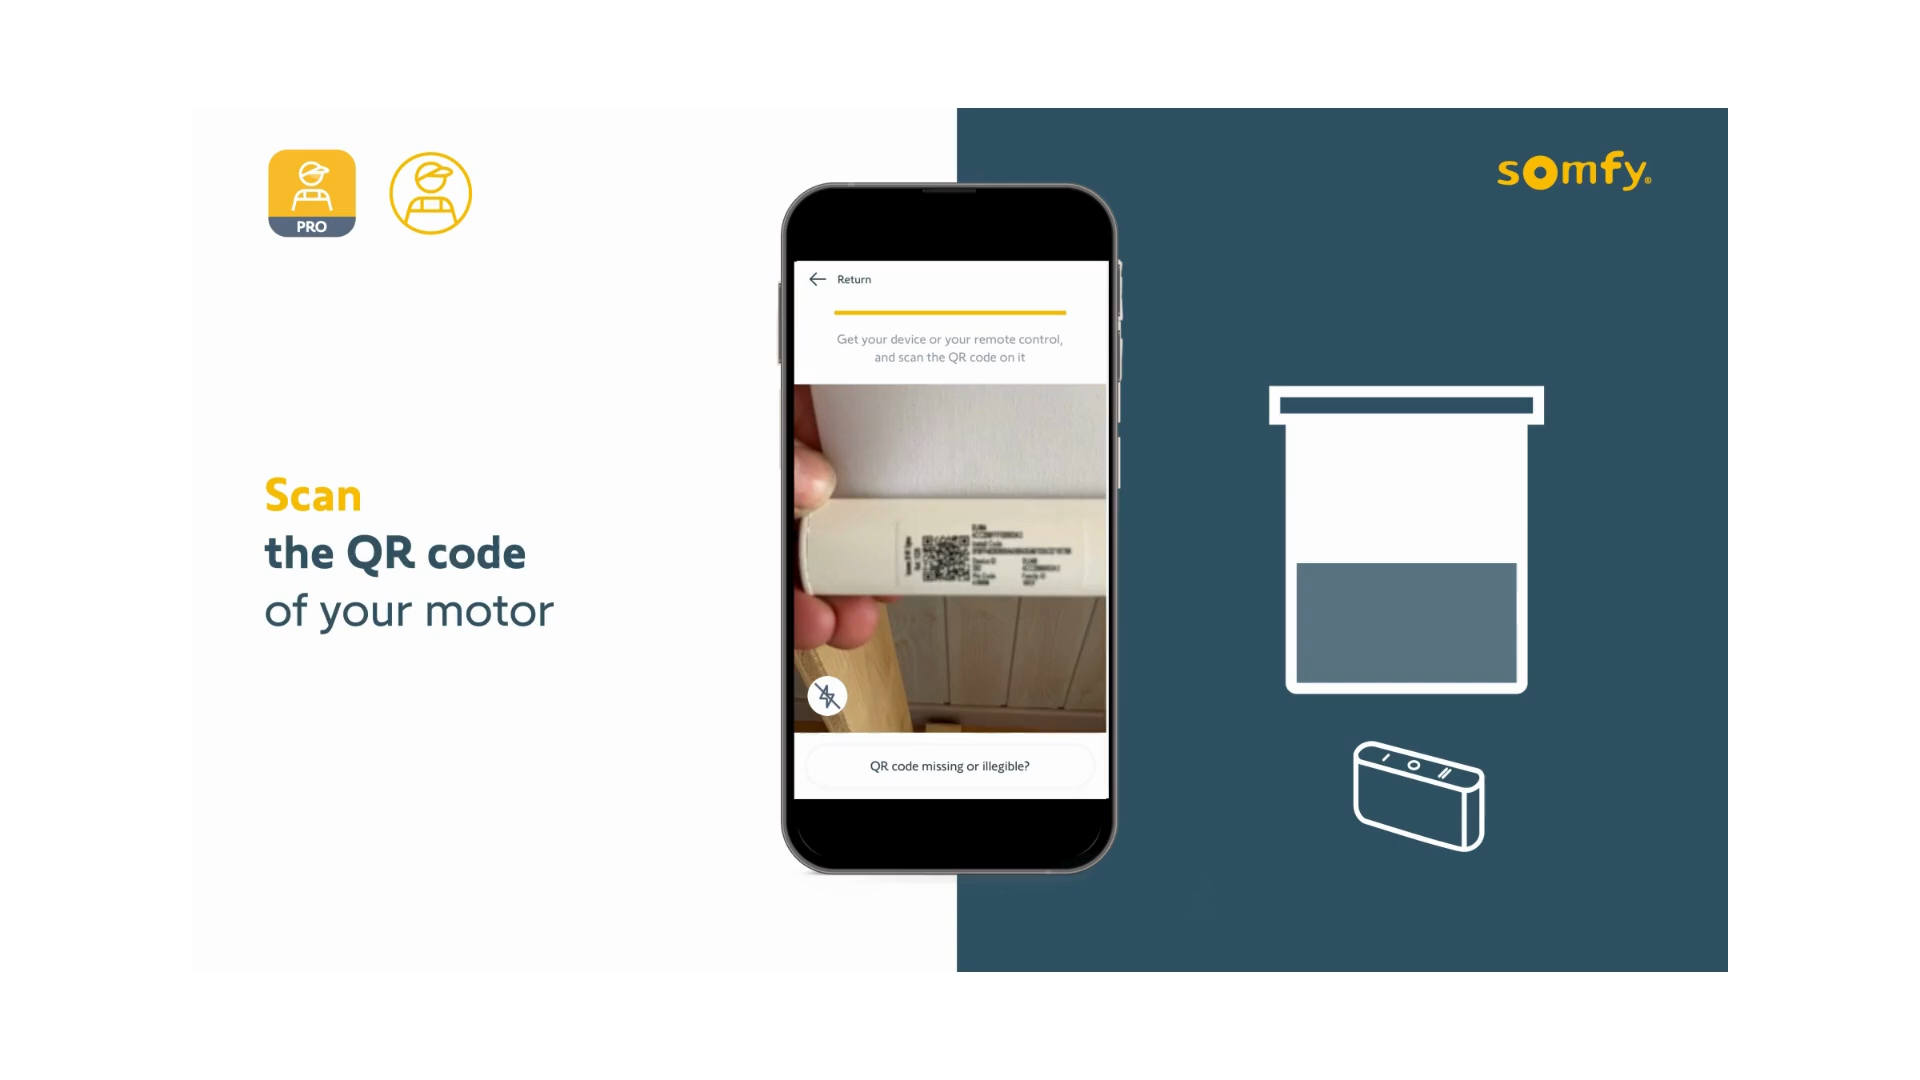 PRO
somfy®
Return
Get your device or your remote control,
and scan the QR code on it
Scan
the QR code
of your motor
QR code missing or illegible?